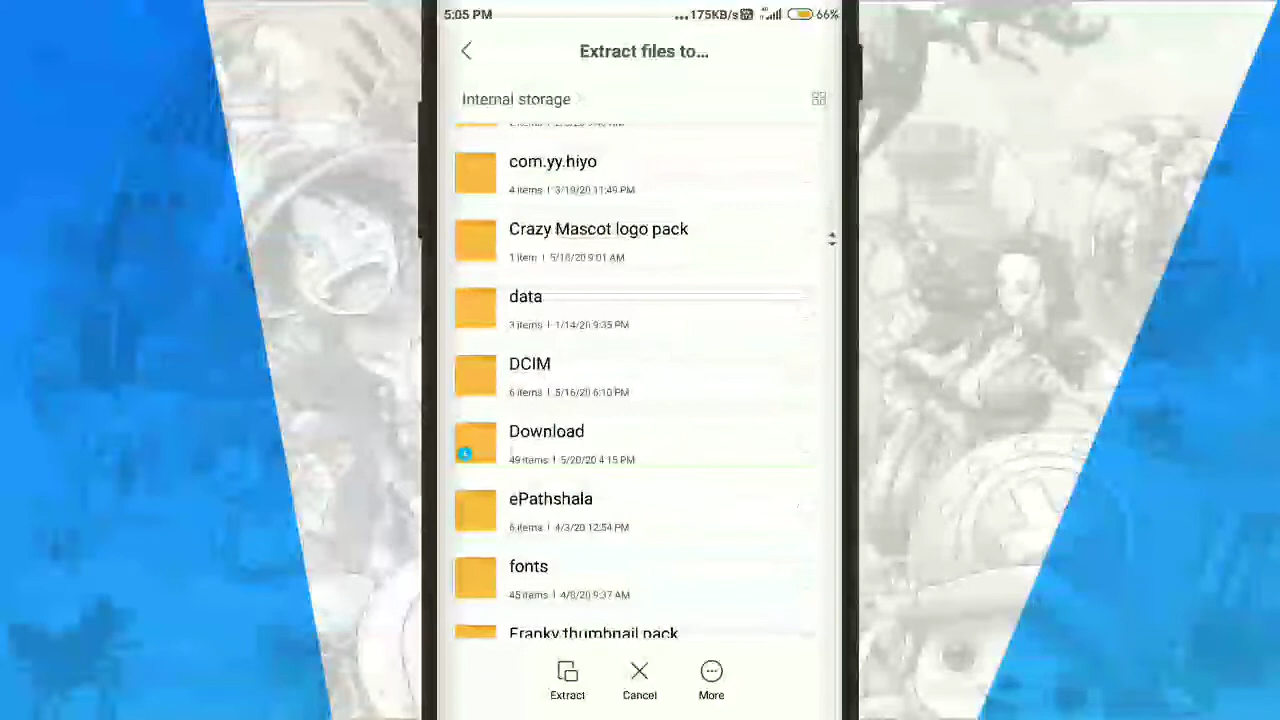 5:05 PM
...175KB/s 66%
Extract files to...
Internal storage
com.yy.hiyo
4 items | 3/19/20 11:49 PM
Crazy Mascot logo pack
1 item | 5/16/20 9:01 AM
data
3 items | 1/14/20 9:35 PM
DCIM
6 items | 5/16/20 6:10 PM
Download
49 items | 5/20/20 4:15 PM
ePathshala
6 items | 4/3/20 12:54 PM
fonts
45 items | 4/8/20 9:37 AM
Franky thumbnail pack
Extract Cancel More